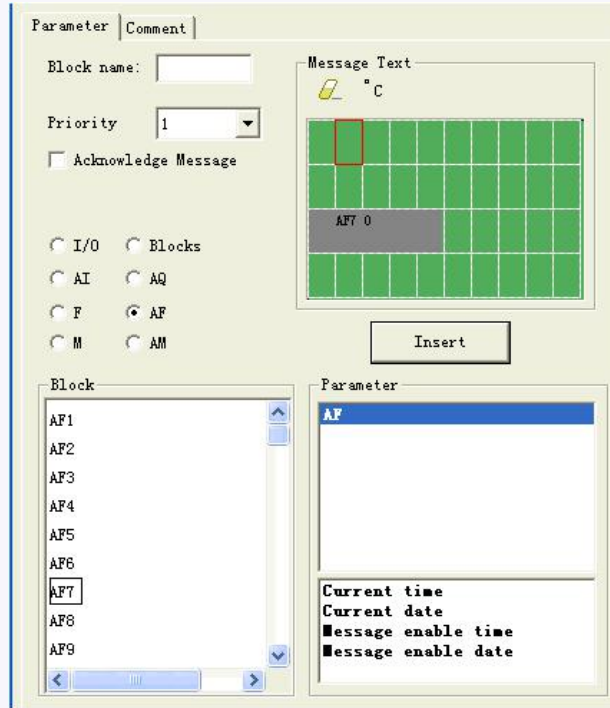 Parameter
Comment
Block name:
Message Text
°C
Priority
1
Acknowledge Message
AF7 0
I/O
Blocks
AI
AQ
F
AF
M
AM
Insert
Block
AF1
AF2
AF3
AF4
AF5
AF6
AF7
AF8
AF9
Parameter
AF
Current time
Current date
Message enable time
Message enable date